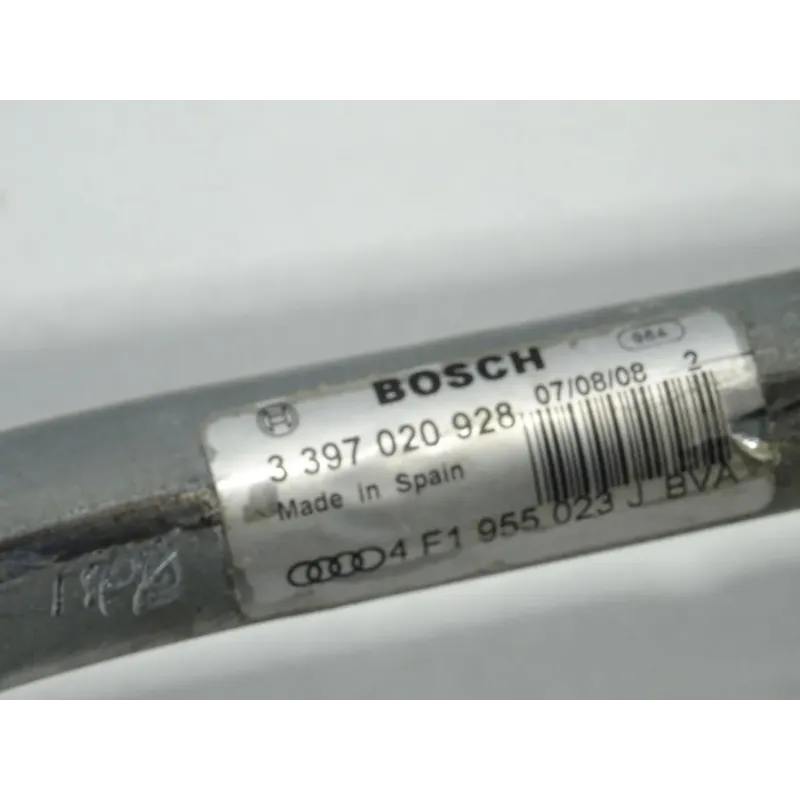 BOSCH
3 397 020 928 07/08/08 2
Made in Spain
4 F1 955 023 J BVA